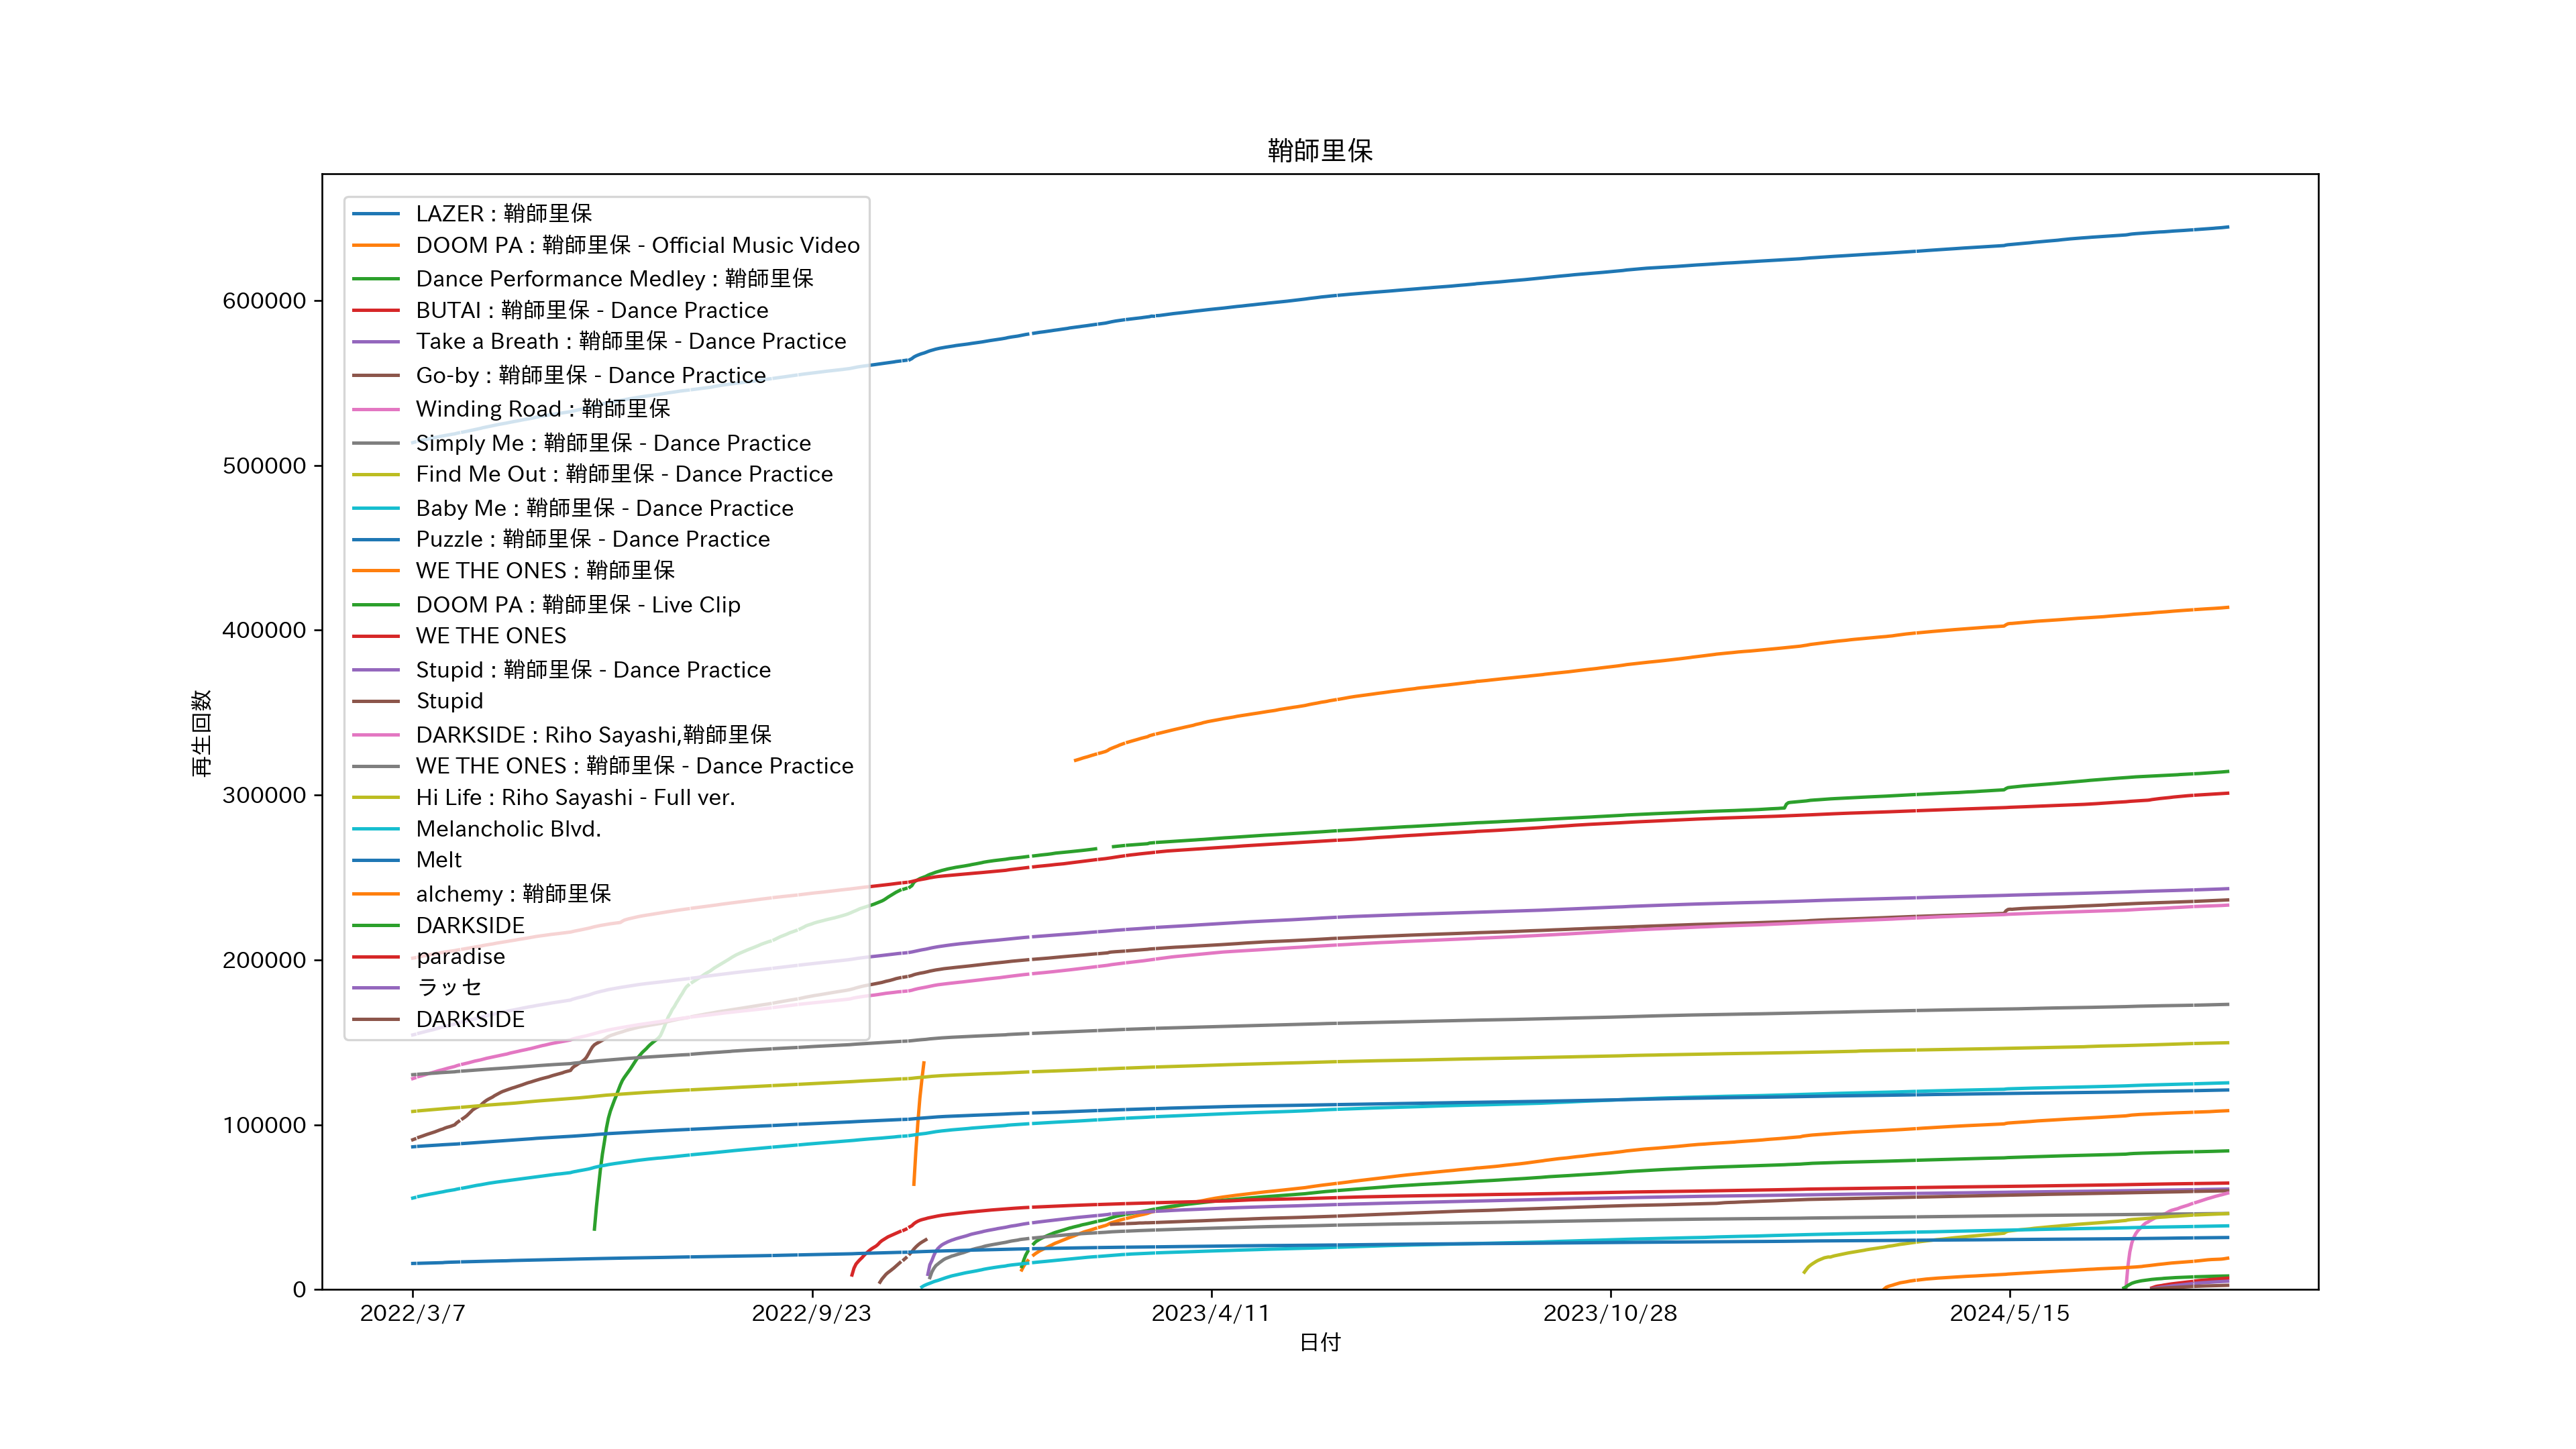 鞘師里保
LAZER : 鞘師里保
DOOM PA : 鞘師里保 - Official Music Video
Dance Performance Medley : 鞘師里保
BUTAI : 鞘師里保 - Dance Practice
Take a Breath : 鞘師里保 - Dance Practice
Go-by : 鞘師里保 - Dance Practice
Winding Road : 鞘師里保
Simply Me : 鞘師里保 - Dance Practice
Find Me Out : 鞘師里保 - Dance Practice
Baby Me : 鞘師里保 - Dance Practice
Puzzle : 鞘師里保 - Dance Practice
WE THE ONES : 鞘師里保
DOOM PA : 鞘師里保 - Live Clip
WE THE ONES
Stupid : 鞘師里保 - Dance Practice
Stupid
DARKSIDE : Riho Sayashi,鞘師里保
WE THE ONES : 鞘師里保 - Dance Practice
Hi Life : Riho Sayashi - Full ver.
Melancholic Blvd.
Melt
alchemy : 鞘師里保
DARKSIDE
paradise
ラッセ
DARKSIDE
再生回数
600000
500000
400000
300000
200000
100000
0
2022/3/7
2022/9/23
2023/4/11
2023/10/28
2024/5/15
日付